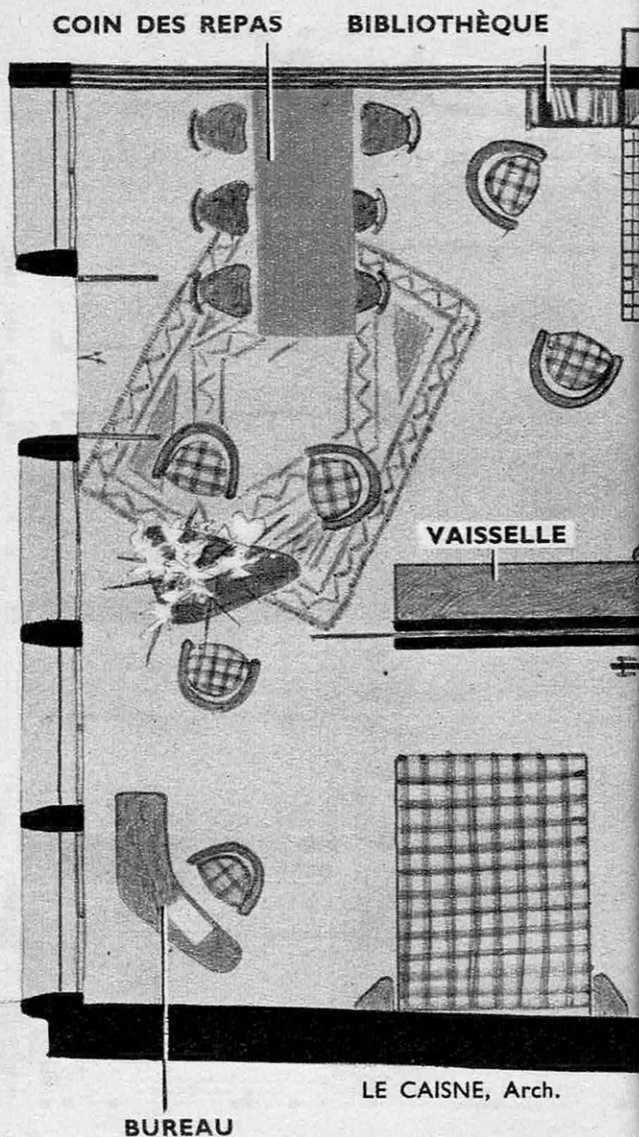 COIN DES REPAS
BIBLIOTHÈQUE
VAISSELLE
LE CAISNE, Arch.
BUREAU